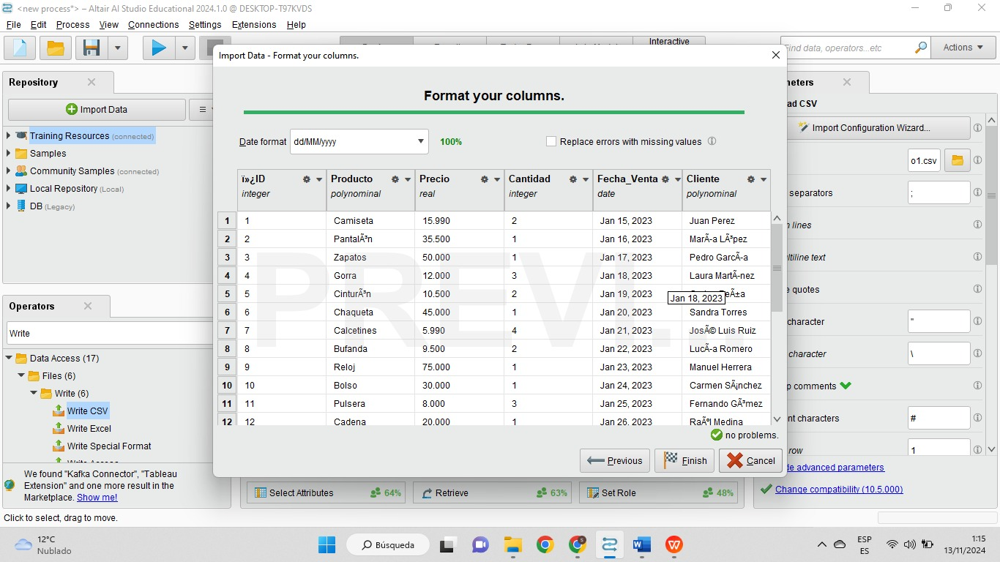 <new process*> – Altair AI Studio Educational 2024.1.0 @ DESKTOP-T97KVDS
File Edit Process View Connections Settings Extensions Help
Interactive
find data, operators...etc
Actions
Import Data - Format your columns.
Format your columns.
Date format dd/MM/yyyy 100% Replace errors with missing values
ï»¿ID Producto Precio Cantidad Fecha_Venta Cliente
integer polynominal real integer date polynominal
1 1 Camiseta 15.990 2 Jan 15, 2023 Juan Perez
2 2 PantalÃ³n 35.500 1 Jan 16, 2023 MarÃ-a LÃ³pez
3 3 Zapatos 50.000 1 Jan 17, 2023 Pedro GarcÃ-a
4 4 Gorra 12.000 3 Jan 18, 2023 Laura MartÃ-nez
5 5 CinturÃ³n 10.500 2 Jan 19, 2023
Jan 18, 2023
6 6 Chaqueta 45.000 1 Jan 20, 2023 Sandra Torres
7 7 Calcetines 5.990 4 Jan 21, 2023 JosÃ© Luis Ruiz
8 8 Bufanda 9.500 2 Jan 22, 2023 LucÃ-a Romero
9 9 Reloj 75.000 1 Jan 23, 2023 Manuel Herrera
10 10 Bolso 30.000 1 Jan 24, 2023 Carmen SÃ¡nchez
11 11 Pulsera 8.000 3 Jan 25, 2023 Fernando GÃ³mez
12 12 Cadena 20.000 1 Jan 26, 2023 RaÃºl Medina
PREVI...
no problems.
Previous Finish Cancel
Repository
Import Data
Training Resources (connected)
Samples
Community Samples (connected)
Local Repository (Local)
DB (Legacy)
Operators
Write
Data Access (17)
Files (6)
Write (6)
Write CSV
Write Excel
Write Special Format
Write Access
We found "Kafka Connector", "Tableau
Extension" and one more result in the
Marketplace. Show me!
Select Attributes 64% Retrieve 63% Set Role 48%
meters
ad CSV
Import Configuration Wizard...
o1.csv
separators ;
lines
ltiline text
quotes
character "
character \
comments
nt characters #
row 1
de advanced parameters
Change compatibility (10.5.000)
Click to select, drag to move.
12°C
Nublado
Búsqueda
ESP
ES
1:15
13/11/2024